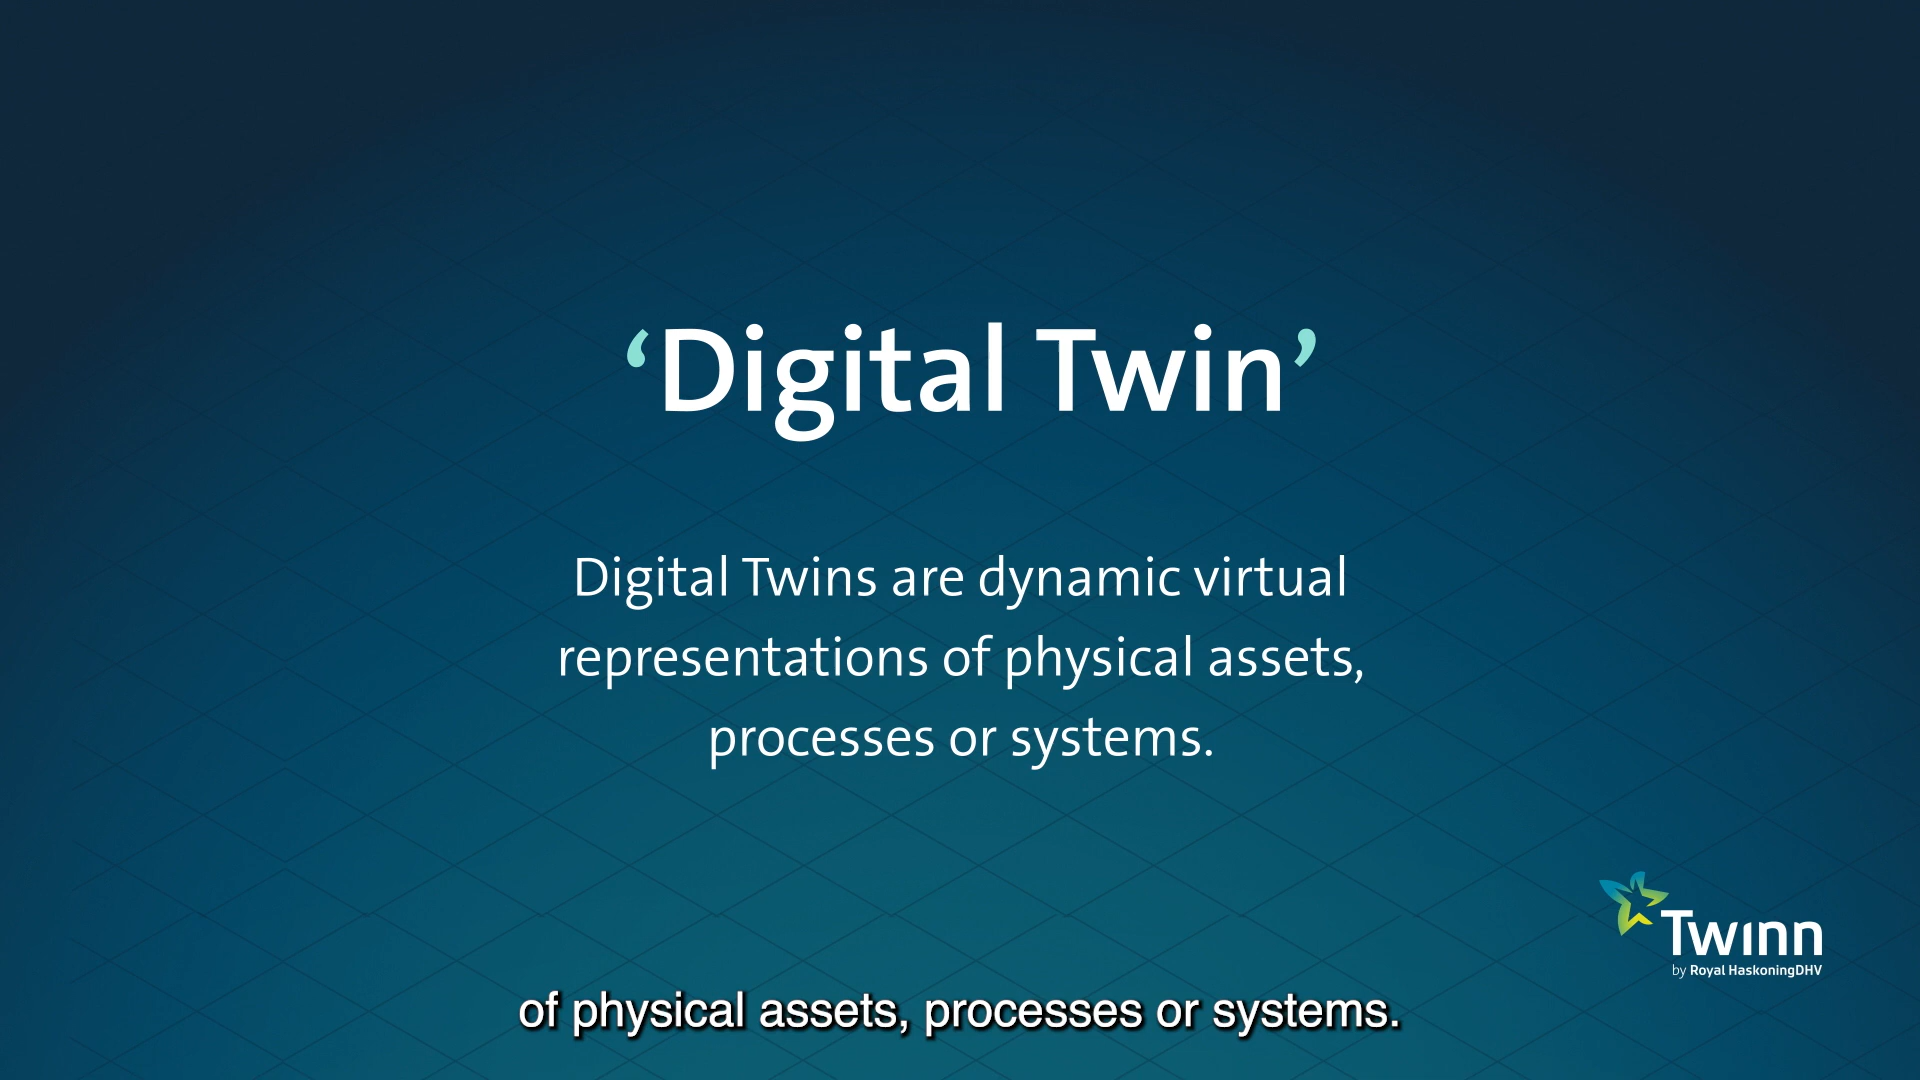 ‘Digital Twin’
Digital Twins are dynamic virtual
representations of physical assets,
processes or systems.
Twinn
by Royal HaskoningDHV
of physical assets, processes or systems.